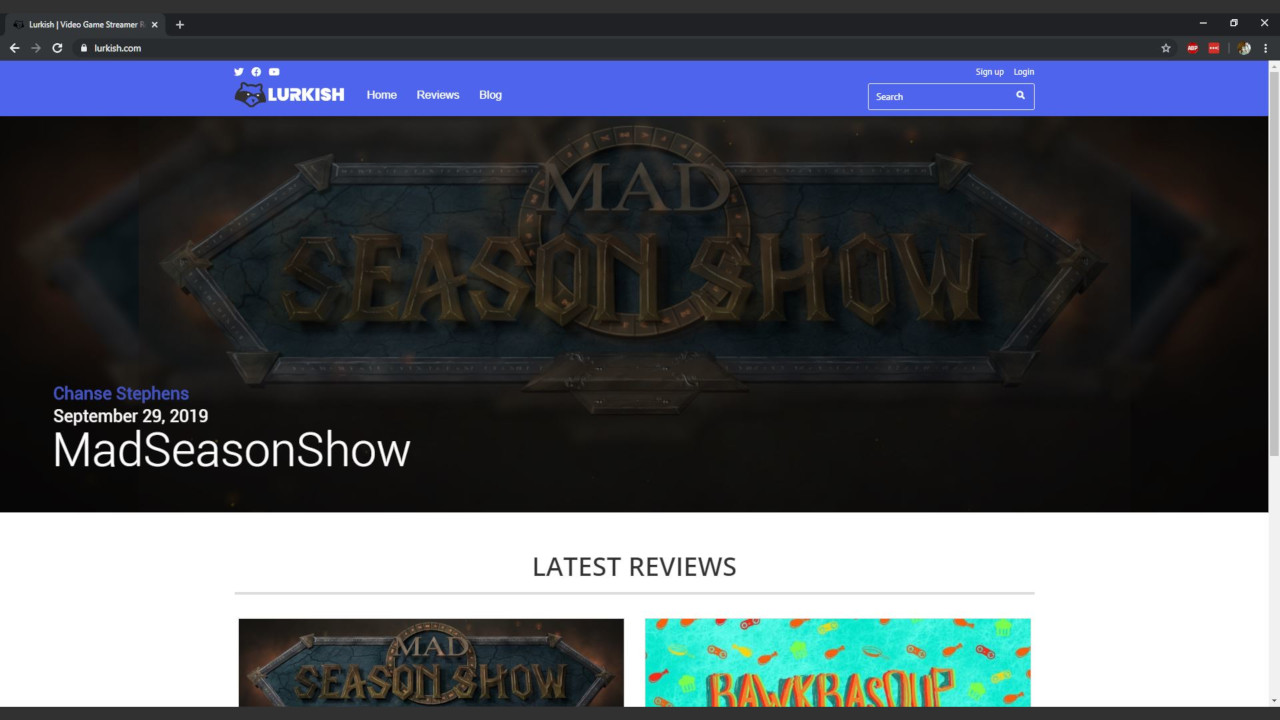 Lurkish | Video Game Streamer R
lurkish.com
ABP
Sign up Login
LURKISH Home Reviews Blog
Search
MAD
SEASON SHOW
Chanse Stephens
September 29, 2019
MadSeasonShow
LATEST REVIEWS
MAD
SEASON SHOW
BAWKBASOUP